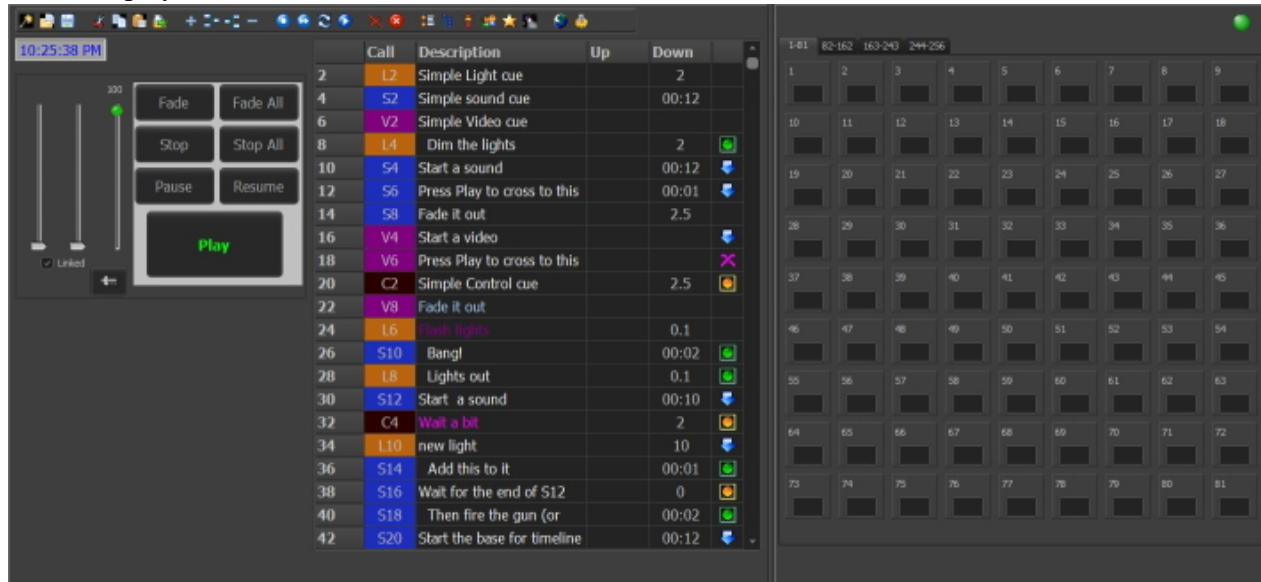 10:25:38 PM
100
Fade Fade All
Stop Stop All
Pause Resume
Play
Linked
Call Description Up Down
2 L2 Simple Light cue 2
4 S2 Simple sound cue 00:12
6 V2 Simple Video cue
8 L4 Dim the lights 2
10 S4 Start a sound 00:12
12 S6 Press Play to cross to this 00:01
14 S8 Fade it out 2.5
16 V4 Start a video
18 V6 Press Play to cross to this
20 C2 Simple Control cue 2.5
22 V8 Fade it out
24 L6 Flash lights 0.1
26 S10 Bang! 00:02
28 L8 Lights out 0.1
30 S12 Start a sound 00:10
32 C4 Wait a bit 2
34 L10 new light 10
36 S14 Add this to it 00:01
38 S16 Wait for the end of S12 0
40 S18 Then fire the gun (or 00:02
42 S20 Start the base for timeline 00:12
1-81 82-162 163-243 244-256
1 2 3 4 5 6 7 8 9
10 11 12 13 14 15 16 17 18
19 20 21 22 23 24 25 26 27
28 29 30 31 32 33 34 35 36
37 38 39 40 41 42 43 44 45
46 47 48 49 50 51 52 53 54
55 56 57 58 59 60 61 62 63
64 65 66 67 68 69 70 71 72
73 74 75 76 77 78 79 80 81